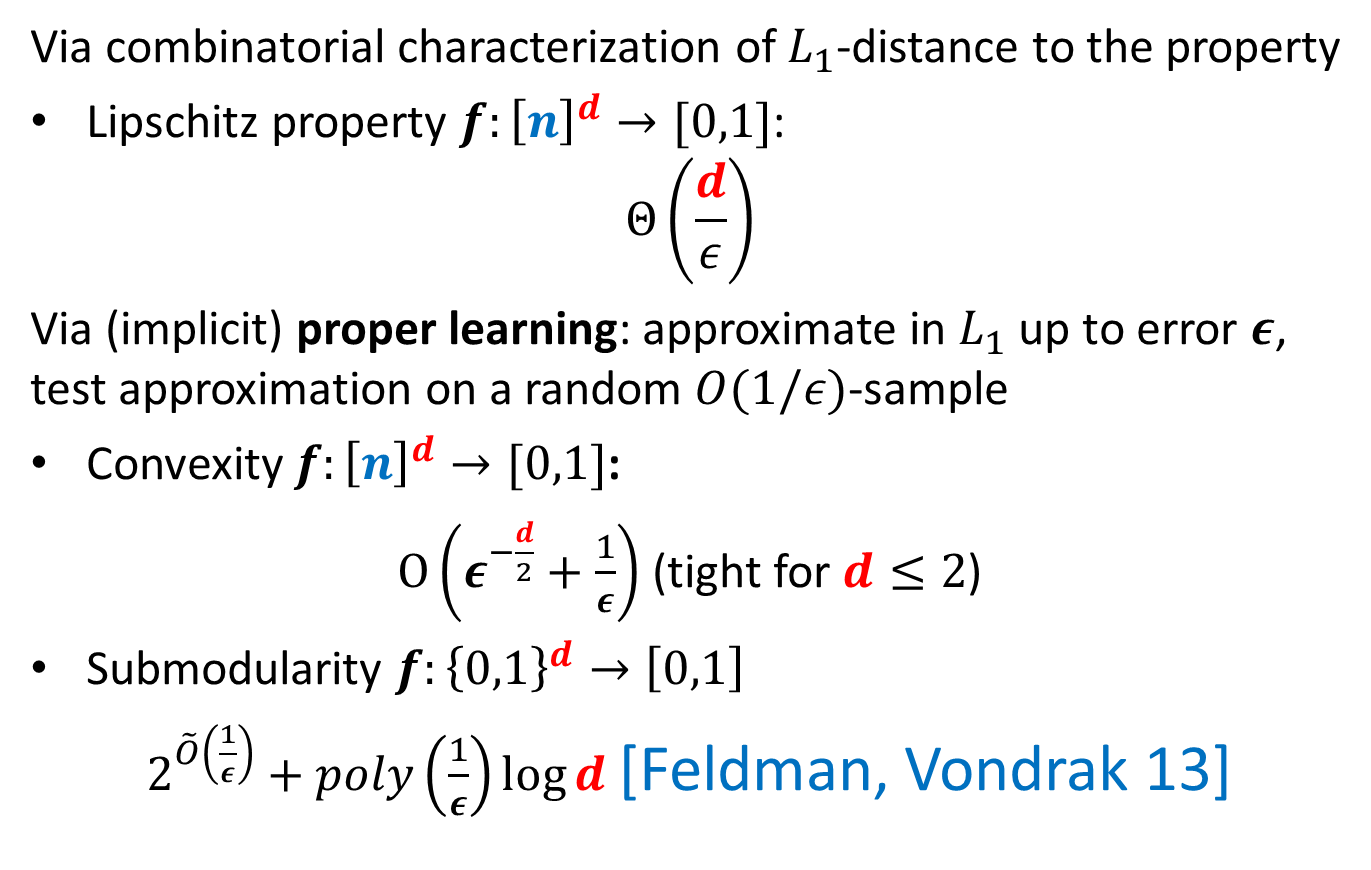 Via combinatorial characterization of L₁-distance to the property
• Lipschitz property f: [n]^d → [0,1]:
Θ(d/ϵ)
Via (implicit) proper learning: approximate in L₁ up to error ϵ,
test approximation on a random O(1/ϵ)-sample
• Convexity f: [n]^d → [0,1]:
O(ϵ^(−d/2) + 1/ϵ) (tight for d ≤ 2)
• Submodularity f: {0,1}^d → [0,1]
2^(Õ(1/ϵ)) + poly(1/ϵ) log d [Feldman, Vondrak 13]